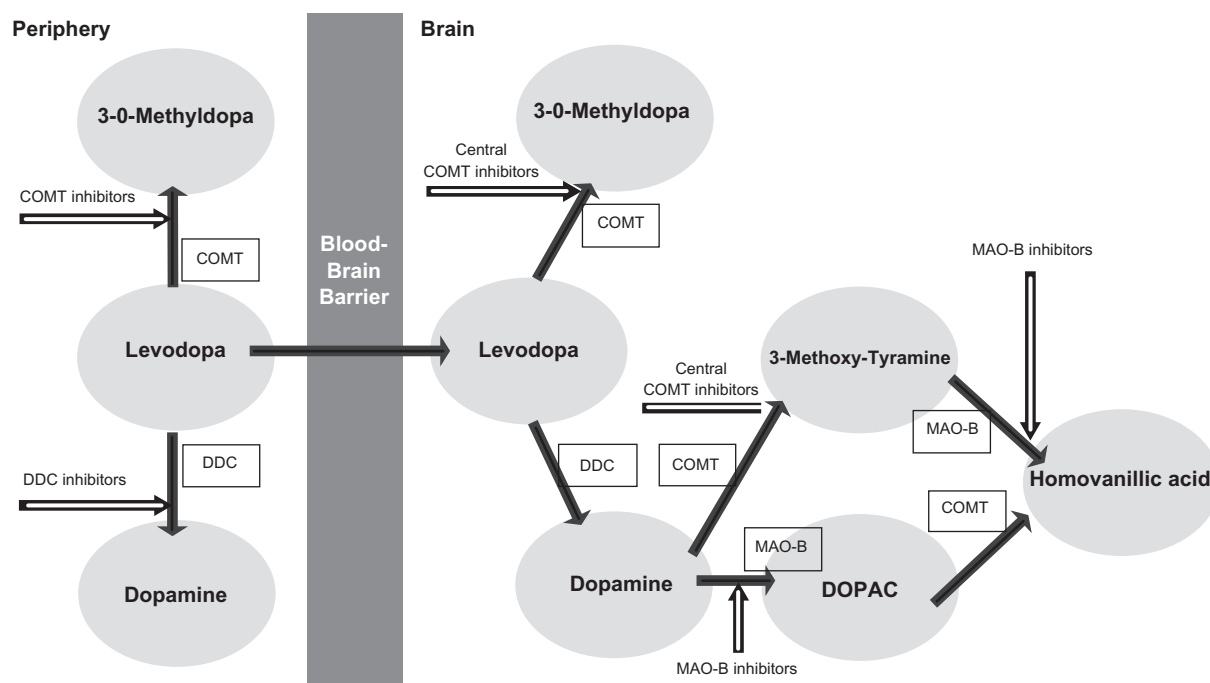 Periphery
Brain
3-0-Methyldopa
3-0-Methyldopa
Central
COMT inhibitors
COMT inhibitors
COMT
COMT
Blood-
Brain
Barrier
MAO-B inhibitors
Levodopa
Levodopa
3-Methoxy-Tyramine
Central
COMT inhibitors
MAO-B
DDC
DDC
COMT
DDC inhibitors
Homovanillic acid
COMT
MAO-B
Dopamine
Dopamine
DOPAC
MAO-B inhibitors